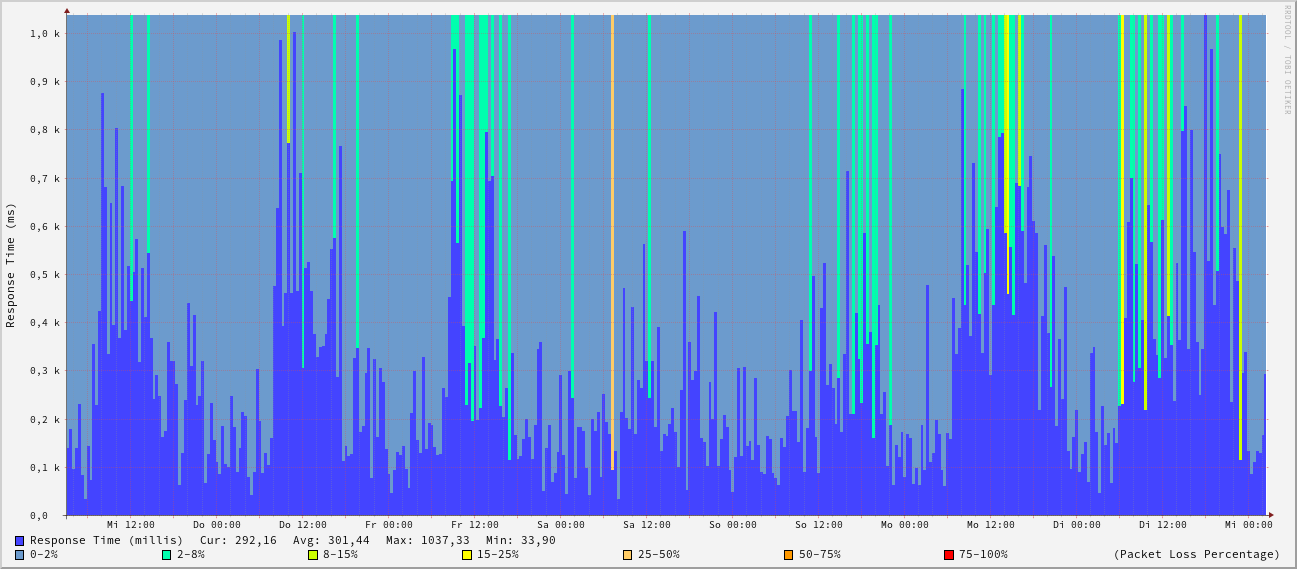 RRDTOOL / TOBI OETIKER
Response Time (ms)
1,0 k
0,9 k
0,8 k
0,7 k
0,6 k
0,5 k
0,4 k
0,3 k
0,2 k
0,1 k
0,0
Mi 12:00 Do 00:00 Do 12:00 Fr 00:00 Fr 12:00 Sa 00:00 Sa 12:00 So 00:00 So 12:00 Mo 00:00 Mo 12:00 Di 00:00 Di 12:00 Mi 00:00
Response Time (millis) Cur: 292,16 Avg: 301,44 Max: 1037,33 Min: 33,90
0-2% 2-8% 8-15% 15-25% 25-50% 50-75% 75-100% (Packet Loss Percentage)